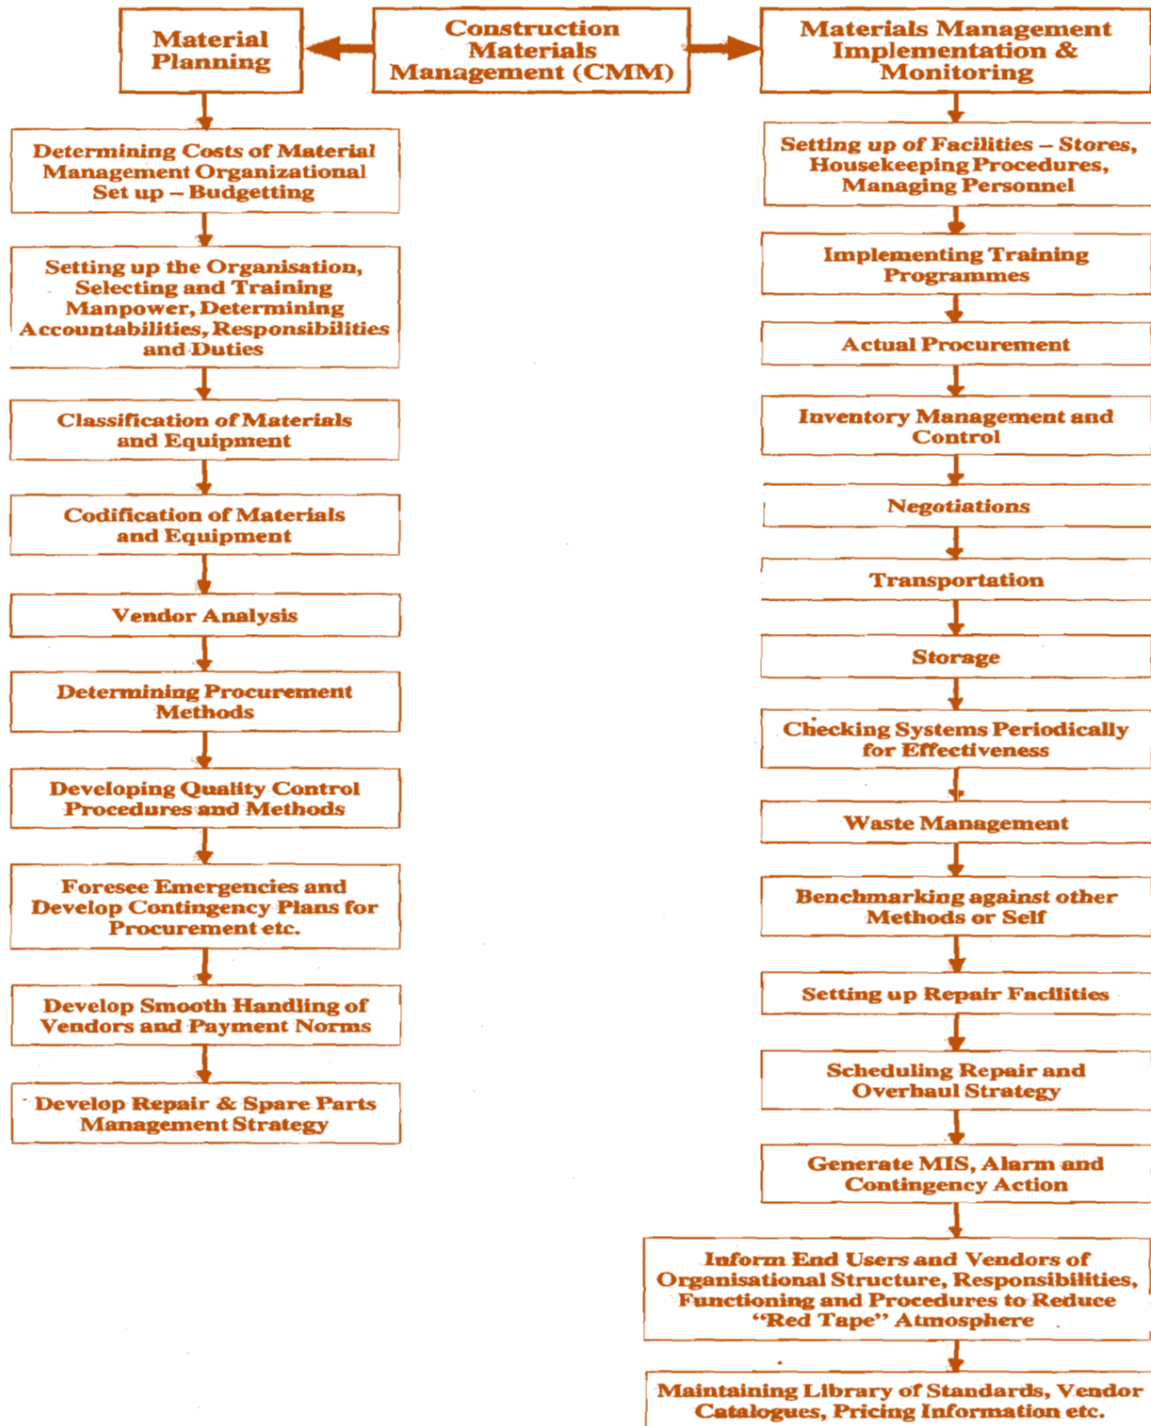 Material
Planning
Construction
Materials
Management (CMM)
Materials Management
Implementation &
Monitoring
Determining Costs of Material
Management Organizational
Set up – Budgetting
Setting up the Organisation,
Selecting and Training
Manpower, Determining
Accountabilities, Responsibilities
and Duties
Classification of Materials
and Equipment
Codification of Materials
and Equipment
Vendor Analysis
Determining Procurement
Methods
Developing Quality Control
Procedures and Methods
Foresee Emergencies and
Develop Contingency Plans for
Procurement etc.
Develop Smooth Handling of
Vendors and Payment Norms
Develop Repair & Spare Parts
Management Strategy
Setting up of Facilities – Stores,
Housekeeping Procedures,
Managing Personnel
Implementing Training
Programmes
Actual Procurement
Inventory Management and
Control
Negotiations
Transportation
Storage
Checking Systems Periodically
for Effectiveness
Waste Management
Benchmarking against other
Methods or Self
Setting up Repair Facilities
Scheduling Repair and
Overhaul Strategy
Generate MIS, Alarm and
Contingency Action
Inform End Users and Vendors of
Organisational Structure, Responsibilities,
Functioning and Procedures to Reduce
“Red Tape” Atmosphere
Maintaining Library of Standards, Vendor
Catalogues, Pricing Information etc.